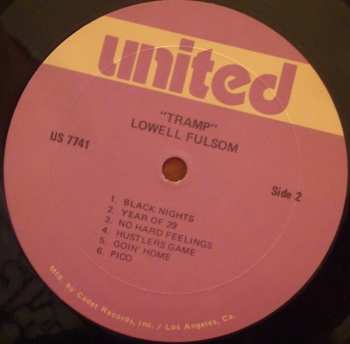 united
"TRAMP"
LOWELL FULSOM
US 7741
Side 2
1. BLACK NIGHTS
2. YEAR OF 29
3. NO HARD FEELINGS
4. HUSTLERS GAME
5. GOIN' HOME
6. PICO
Mfg. by Cadet Records, Inc. / Los Angeles, Ca.